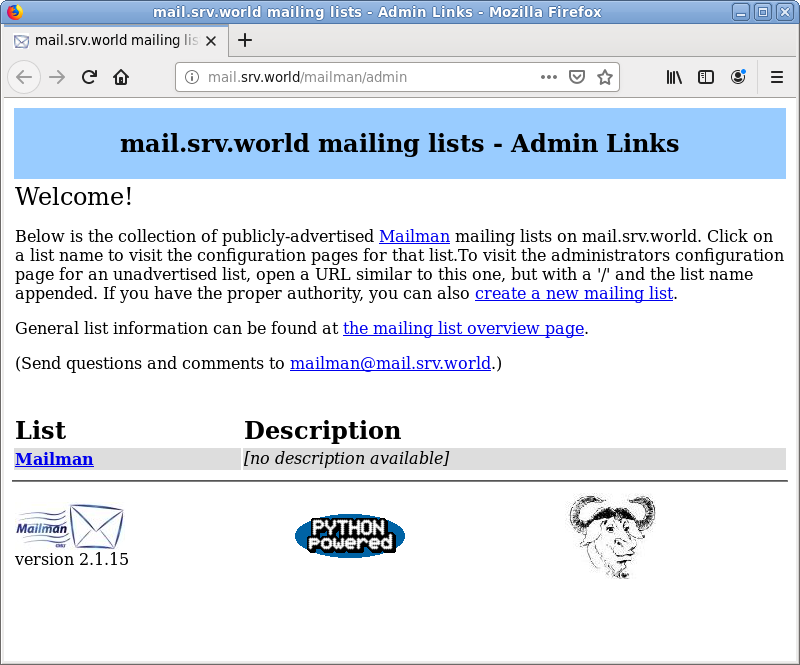 mail.srv.world mailing lists - Admin Links - Mozilla Firefox
mail.srv.world mailing lis
mail.srv.world/mailman/admin
mail.srv.world mailing lists - Admin Links
Welcome!
Below is the collection of publicly-advertised Mailman mailing lists on mail.srv.world. Click on
a list name to visit the configuration pages for that list.To visit the administrators configuration
page for an unadvertised list, open a URL similar to this one, but with a '/' and the list name
appended. If you have the proper authority, you can also create a new mailing list.
General list information can be found at the mailing list overview page.
(Send questions and comments to mailman@mail.srv.world.)
List Description
Mailman [no description available]
Mailman
PYTHON
Powered
version 2.1.15